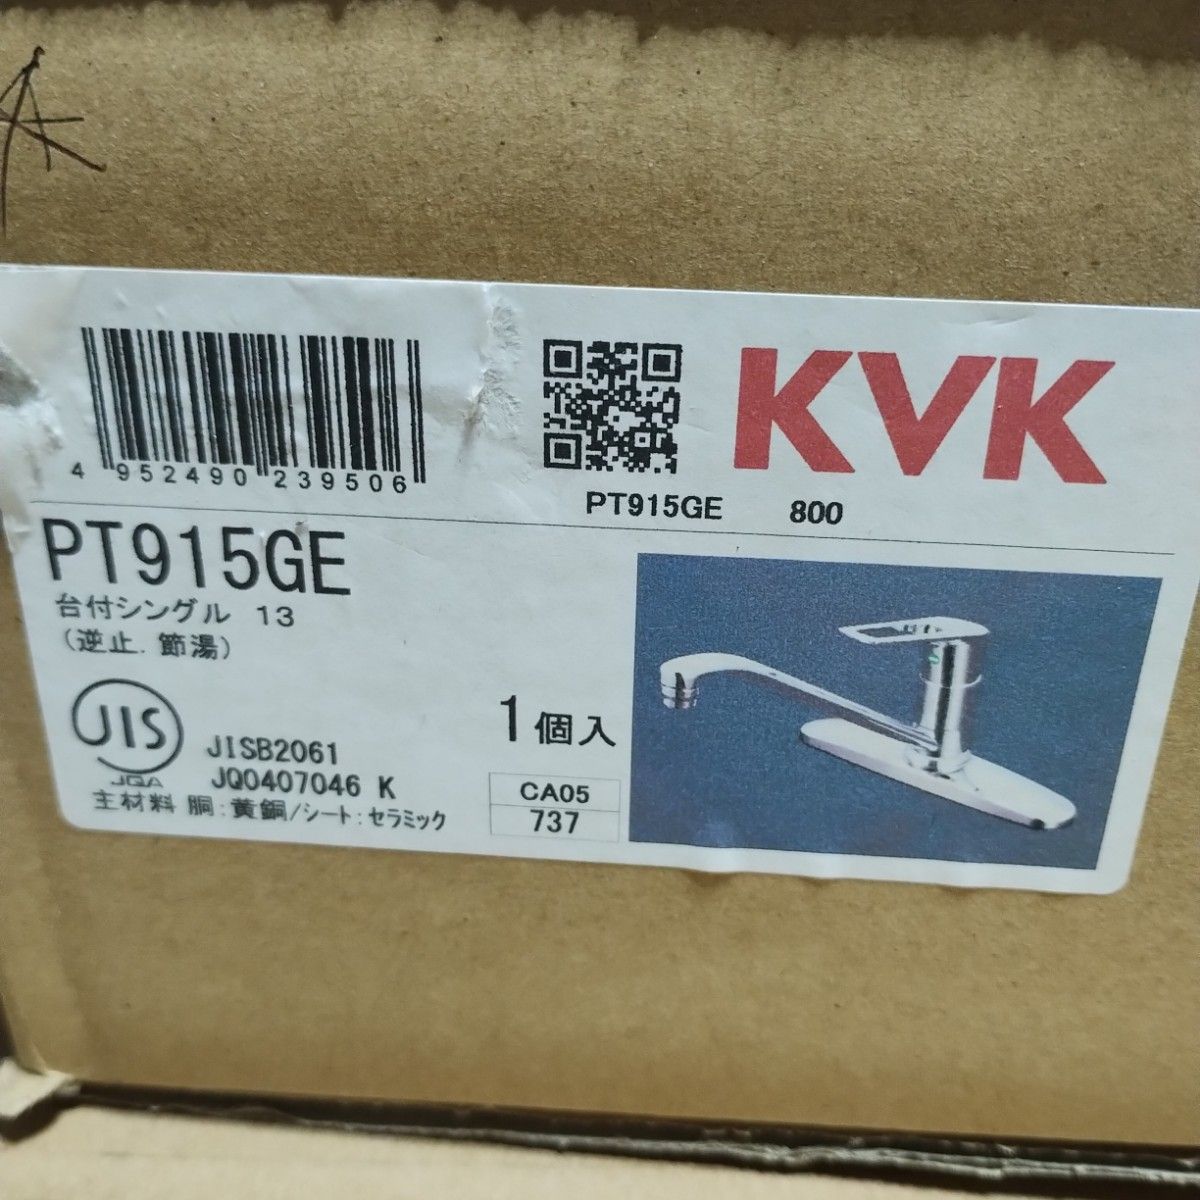 4 952490 239506
KVK
PT915GE 800
PT915GE
台付シングル 13
(逆止.節湯)
JIS
JQA
JISB2061
JQ0407046 K
1個入
主材料 胴:黄銅/シート:セラミック
CA05
737